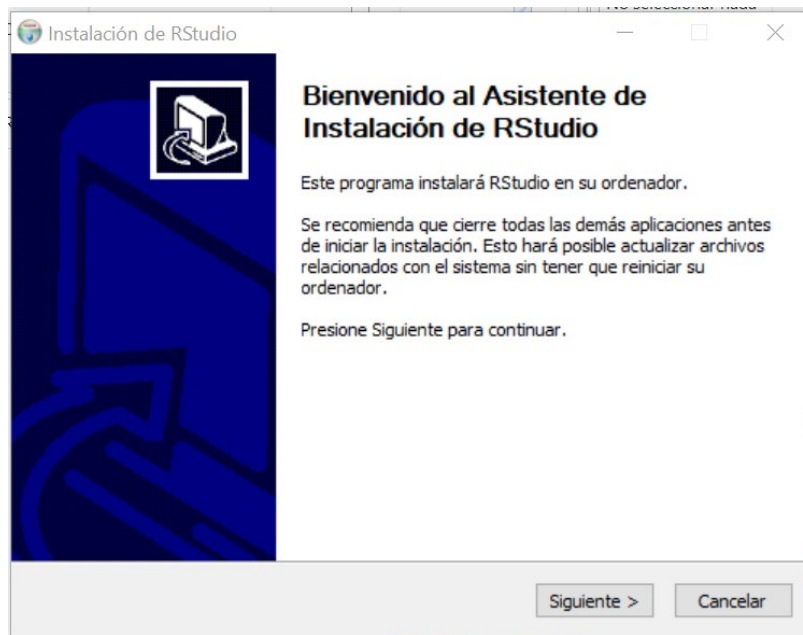 Instalación de RStudio
Bienvenido al Asistente de
Instalación de RStudio
Este programa instalará RStudio en su ordenador.
Se recomienda que cierre todas las demás aplicaciones antes
de iniciar la instalación. Esto hará posible actualizar archivos
relacionados con el sistema sin tener que reiniciar su
ordenador.
Presione Siguiente para continuar.
Siguiente >
Cancelar